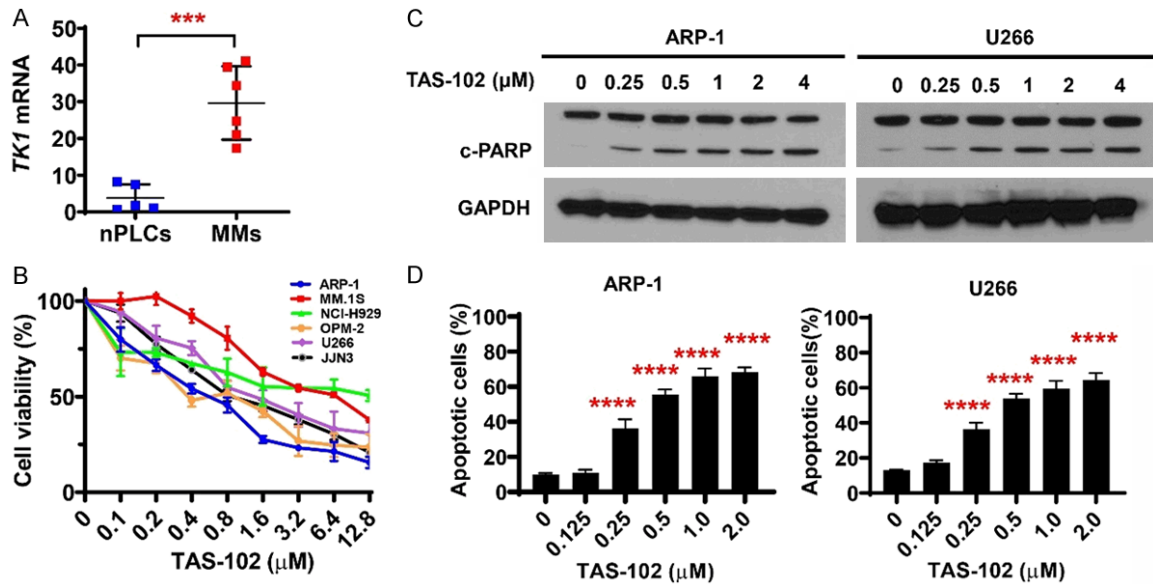 A
***
TK1 mRNA
50
40
30
20
10
0
nPLCs MMs
B
Cell viability (%)
100
50
0
ARP-1
MM.1S
NCI-H929
OPM-2
U266
JJN3
0 0.1 0.2 0.4 0.8 1.6 3.2 6.4 12.8
TAS-102 (μM)
C
ARP-1 U266
TAS-102 (μM) 0 0.25 0.5 1 2 4 0 0.25 0.5 1 2 4
c-PARP
GAPDH
D
ARP-1
Apoptotic cells (%)
100
80
60
40
20
0
**** **** **** ****
0 0.125 0.25 0.5 1.0 2.0
TAS-102 (μM)
U266
Apoptotic cells(%)
100
80
60
40
20
0
**** **** **** ****
0 0.125 0.25 0.5 1.0 2.0
TAS-102 (μM)